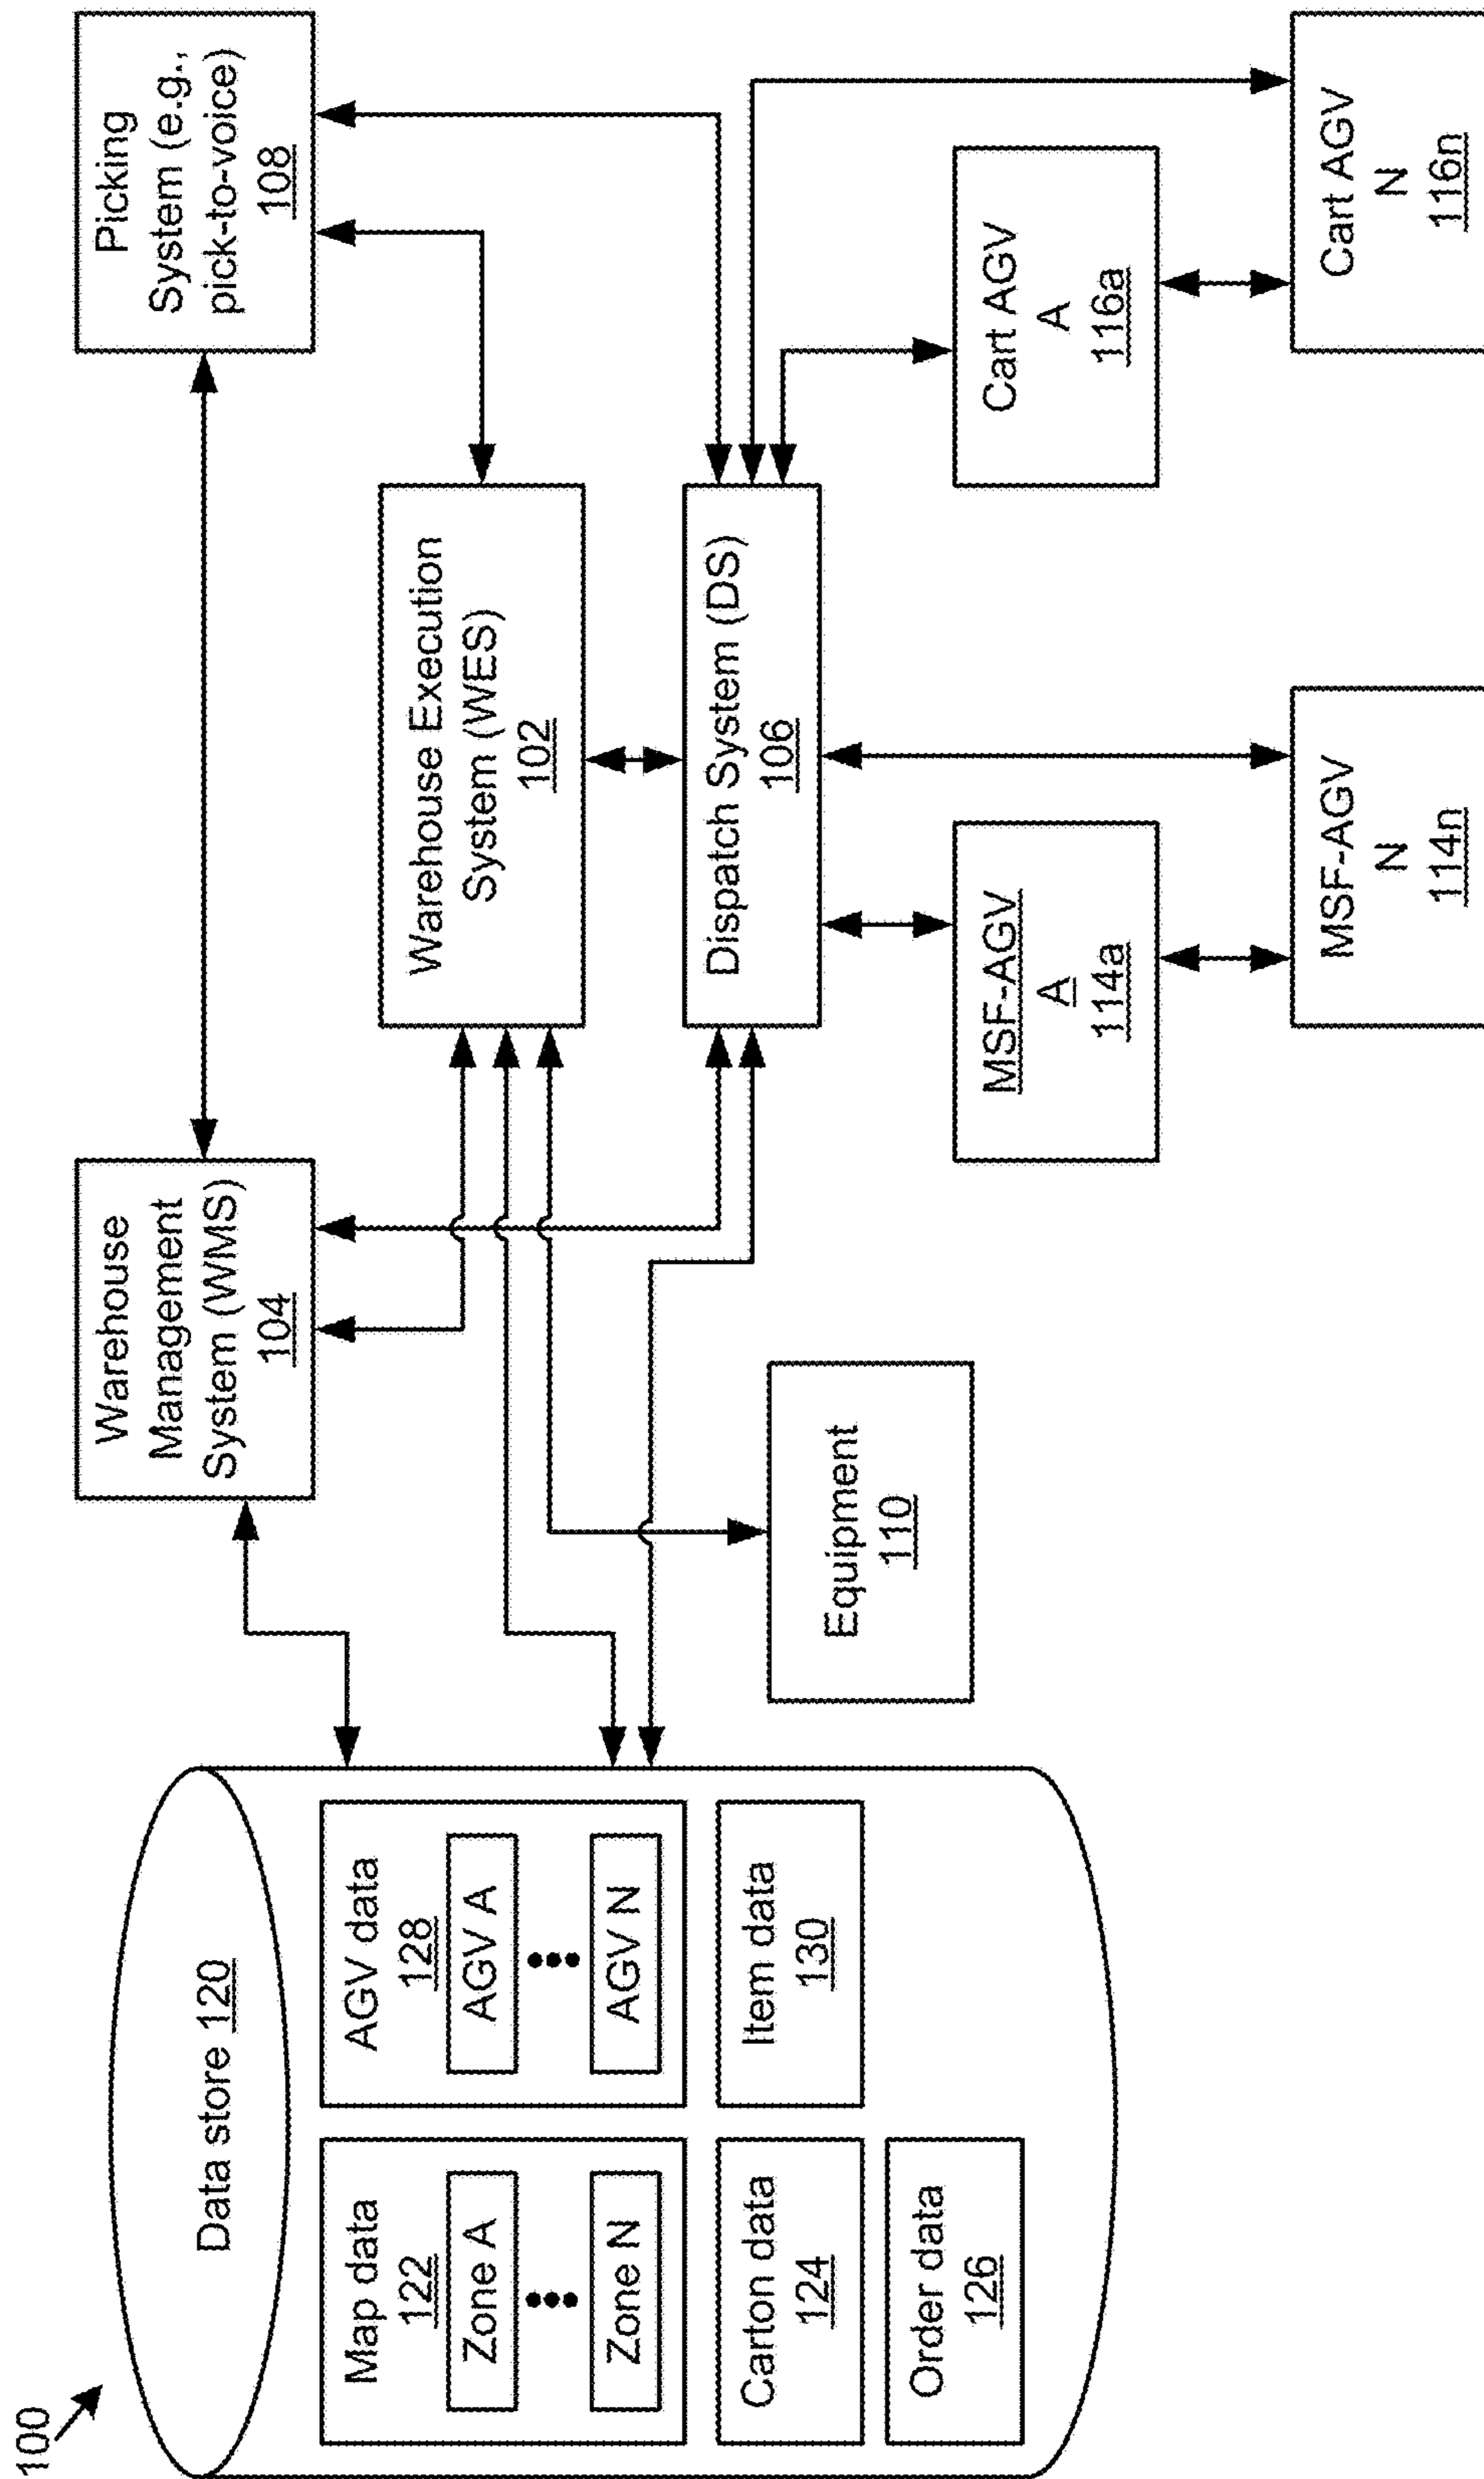 100
Data store 120
Map data
122
Zone A
Zone N
AGV data
128
AGV A
AGV N
Carton data
124
Item data
130
Order data
126
Warehouse
Management
System (WMS)
104
Picking
System (e.g.,
pick-to-voice)
108
Warehouse Execution
System (WES)
102
Dispatch System (DS)
106
Equipment
110
MSF-AGV
A
114a
Cart AGV
A
116a
MSF-AGV
N
114n
Cart AGV
N
116n